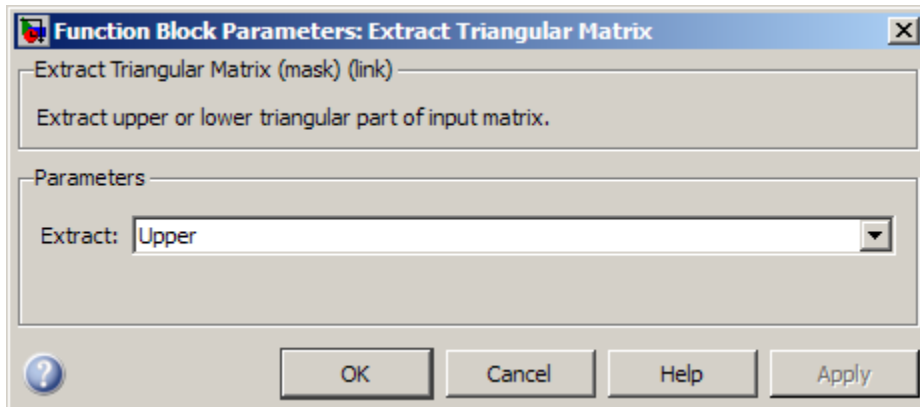 Function Block Parameters: Extract Triangular Matrix
Extract Triangular Matrix (mask) (link)
Extract upper or lower triangular part of input matrix.
Parameters
Extract: Upper
? OK Cancel Help Apply